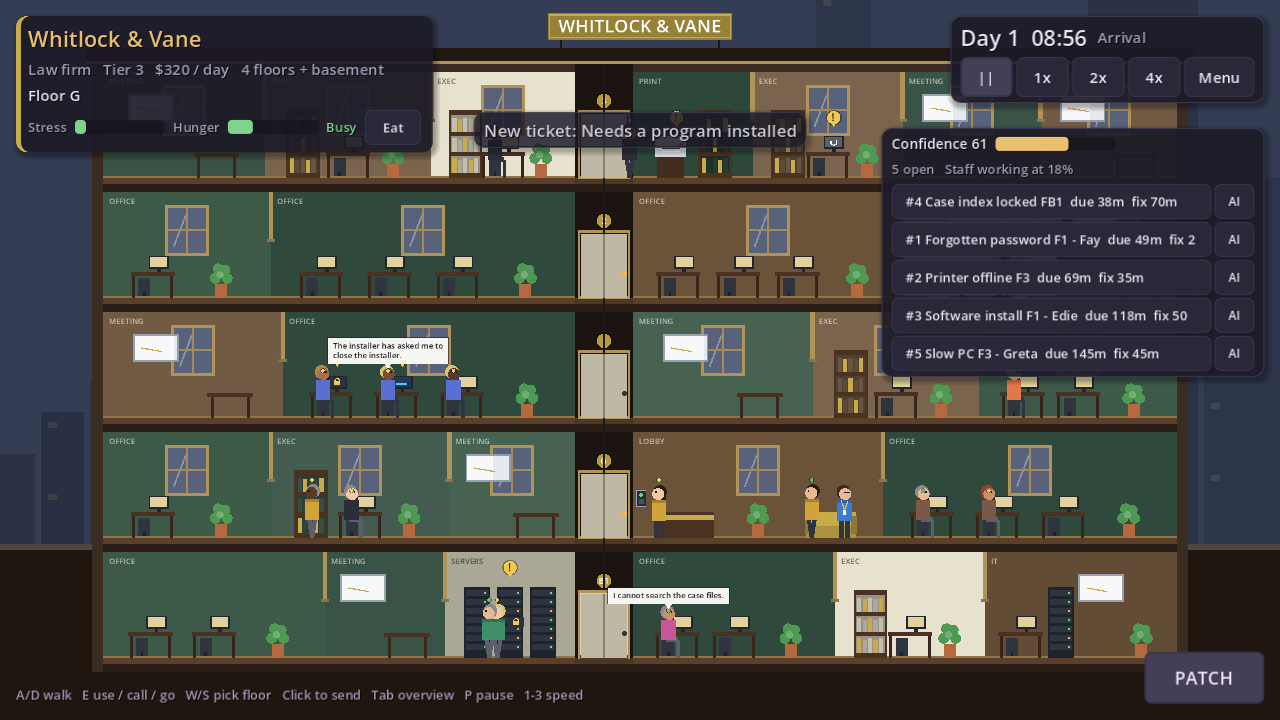 WHITLOCK & VANE
Whitlock & Vane
Law firm Tier 3 $320 / day 4 floors + basement
Floor G
Stress Hunger Busy Eat
Day 1 08:56 Arrival
|| 1x 2x 4x Menu
New ticket: Needs a program installed
Confidence 61
5 open Staff working at 18%
#4 Case index locked FB1 due 38m fix 70m AI
#1 Forgotten password F1 - Fay due 49m fix 2 AI
#2 Printer offline F3 due 69m fix 35m AI
#3 Software install F1 - Edie due 118m fix 50 AI
#5 Slow PC F3 - Greta due 145m fix 45m AI
EXEC
PRINT
EXEC
MEETING
OFFICE
OFFICE
OFFICE
MEETING
OFFICE
MEETING
EXEC
The installer has asked me to
close the installer.
OFFICE
EXEC
MEETING
LOBBY
OFFICE
OFFICE
MEETING
SERVERS
OFFICE
EXEC
IT
I cannot search the case files.
A/D walk E use / call / go W/S pick floor Click to send Tab overview P pause 1-3 speed
PATCH